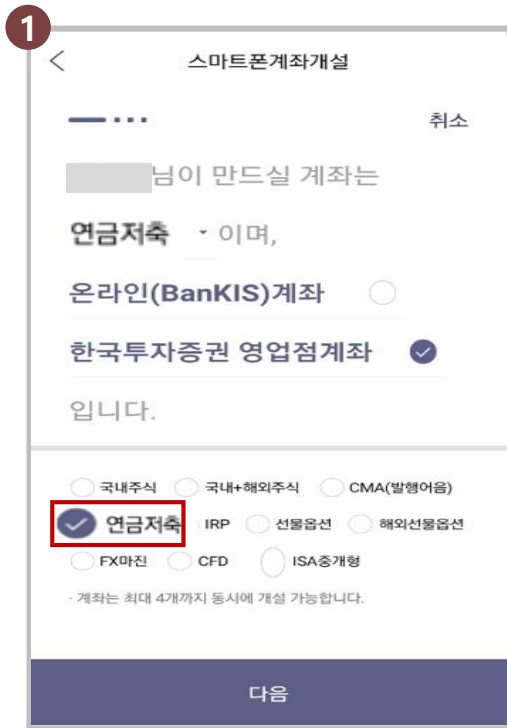 1
스마트폰계좌개설
취소
님이 만드실 계좌는
연금저축 이며,
온라인(BanKIS)계좌
한국투자증권 영업점계좌
입니다.
국내주식 국내+해외주식 CMA(발행어음)
연금저축 IRP 선물옵션 해외선물옵션
FX마진 CFD ISA중개형
· 계좌는 최대 4개까지 동시에 개설 가능합니다.
다음